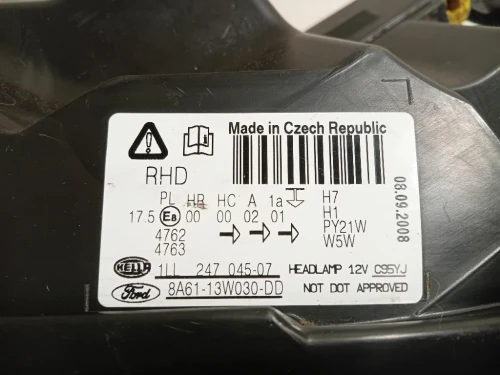 Made in Czech Republic
RHD
PL HR HC A 1a
17.5 E8 00 00 02 01
4762
4763
H7
H1
PY21W
W5W
08.09.2008
HELLA 1LL 247 045-07 HEADLAMP 12V C95YJ
Ford 8A61-13W030-DD NOT DOT APPROVED